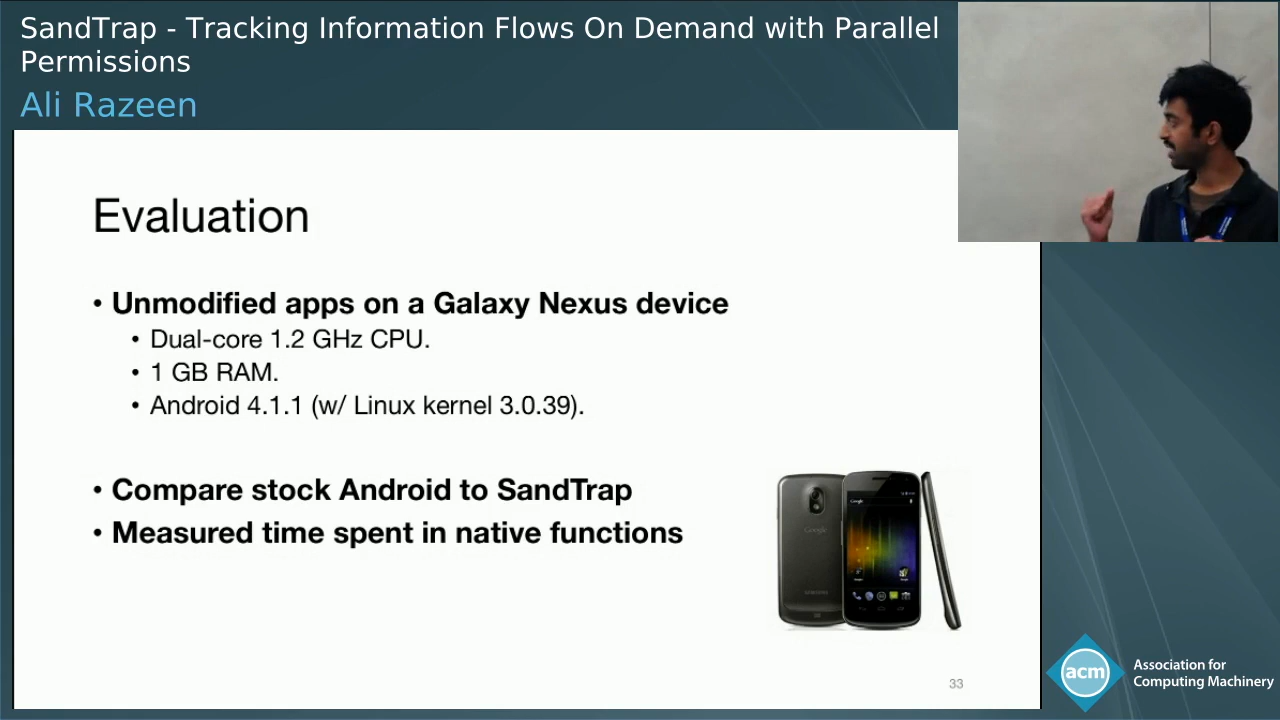 SandTrap - Tracking Information Flows On Demand with Parallel
Permissions
Ali Razeen
Evaluation
• Unmodified apps on a Galaxy Nexus device
• Dual-core 1.2 GHz CPU.
• 1 GB RAM.
• Android 4.1.1 (w/ Linux kernel 3.0.39).
• Compare stock Android to SandTrap
• Measured time spent in native functions
Google
Google
33
acm
Association for
Computing Machinery